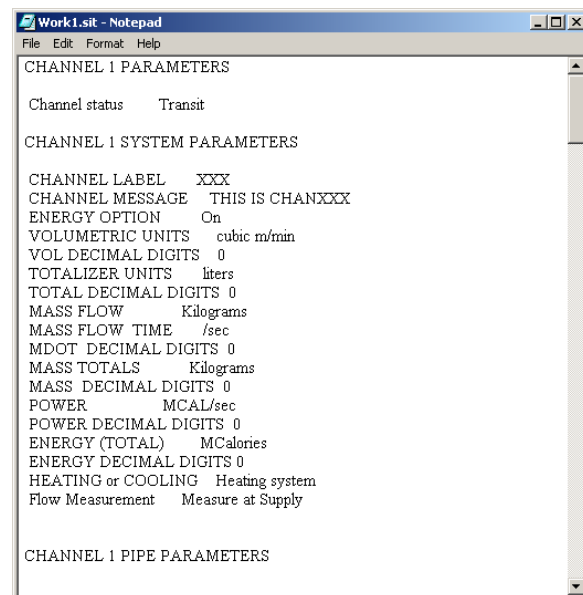 Work1.sit - Notepad
File Edit Format Help
CHANNEL 1 PARAMETERS
Channel status Transit
CHANNEL 1 SYSTEM PARAMETERS
CHANNEL LABEL XXX
CHANNEL MESSAGE THIS IS CHANXXX
ENERGY OPTION On
VOLUMETRIC UNITS cubic m/min
VOL DECIMAL DIGITS 0
TOTALIZER UNITS liters
TOTAL DECIMAL DIGITS 0
MASS FLOW Kilograms
MASS FLOW TIME /sec
MDOT DECIMAL DIGITS 0
MASS TOTALS Kilograms
MASS DECIMAL DIGITS 0
POWER MCAL/sec
POWER DECIMAL DIGITS 0
ENERGY (TOTAL) MCalories
ENERGY DECIMAL DIGITS 0
HEATING or COOLING Heating system
Flow Measurement Measure at Supply
CHANNEL 1 PIPE PARAMETERS